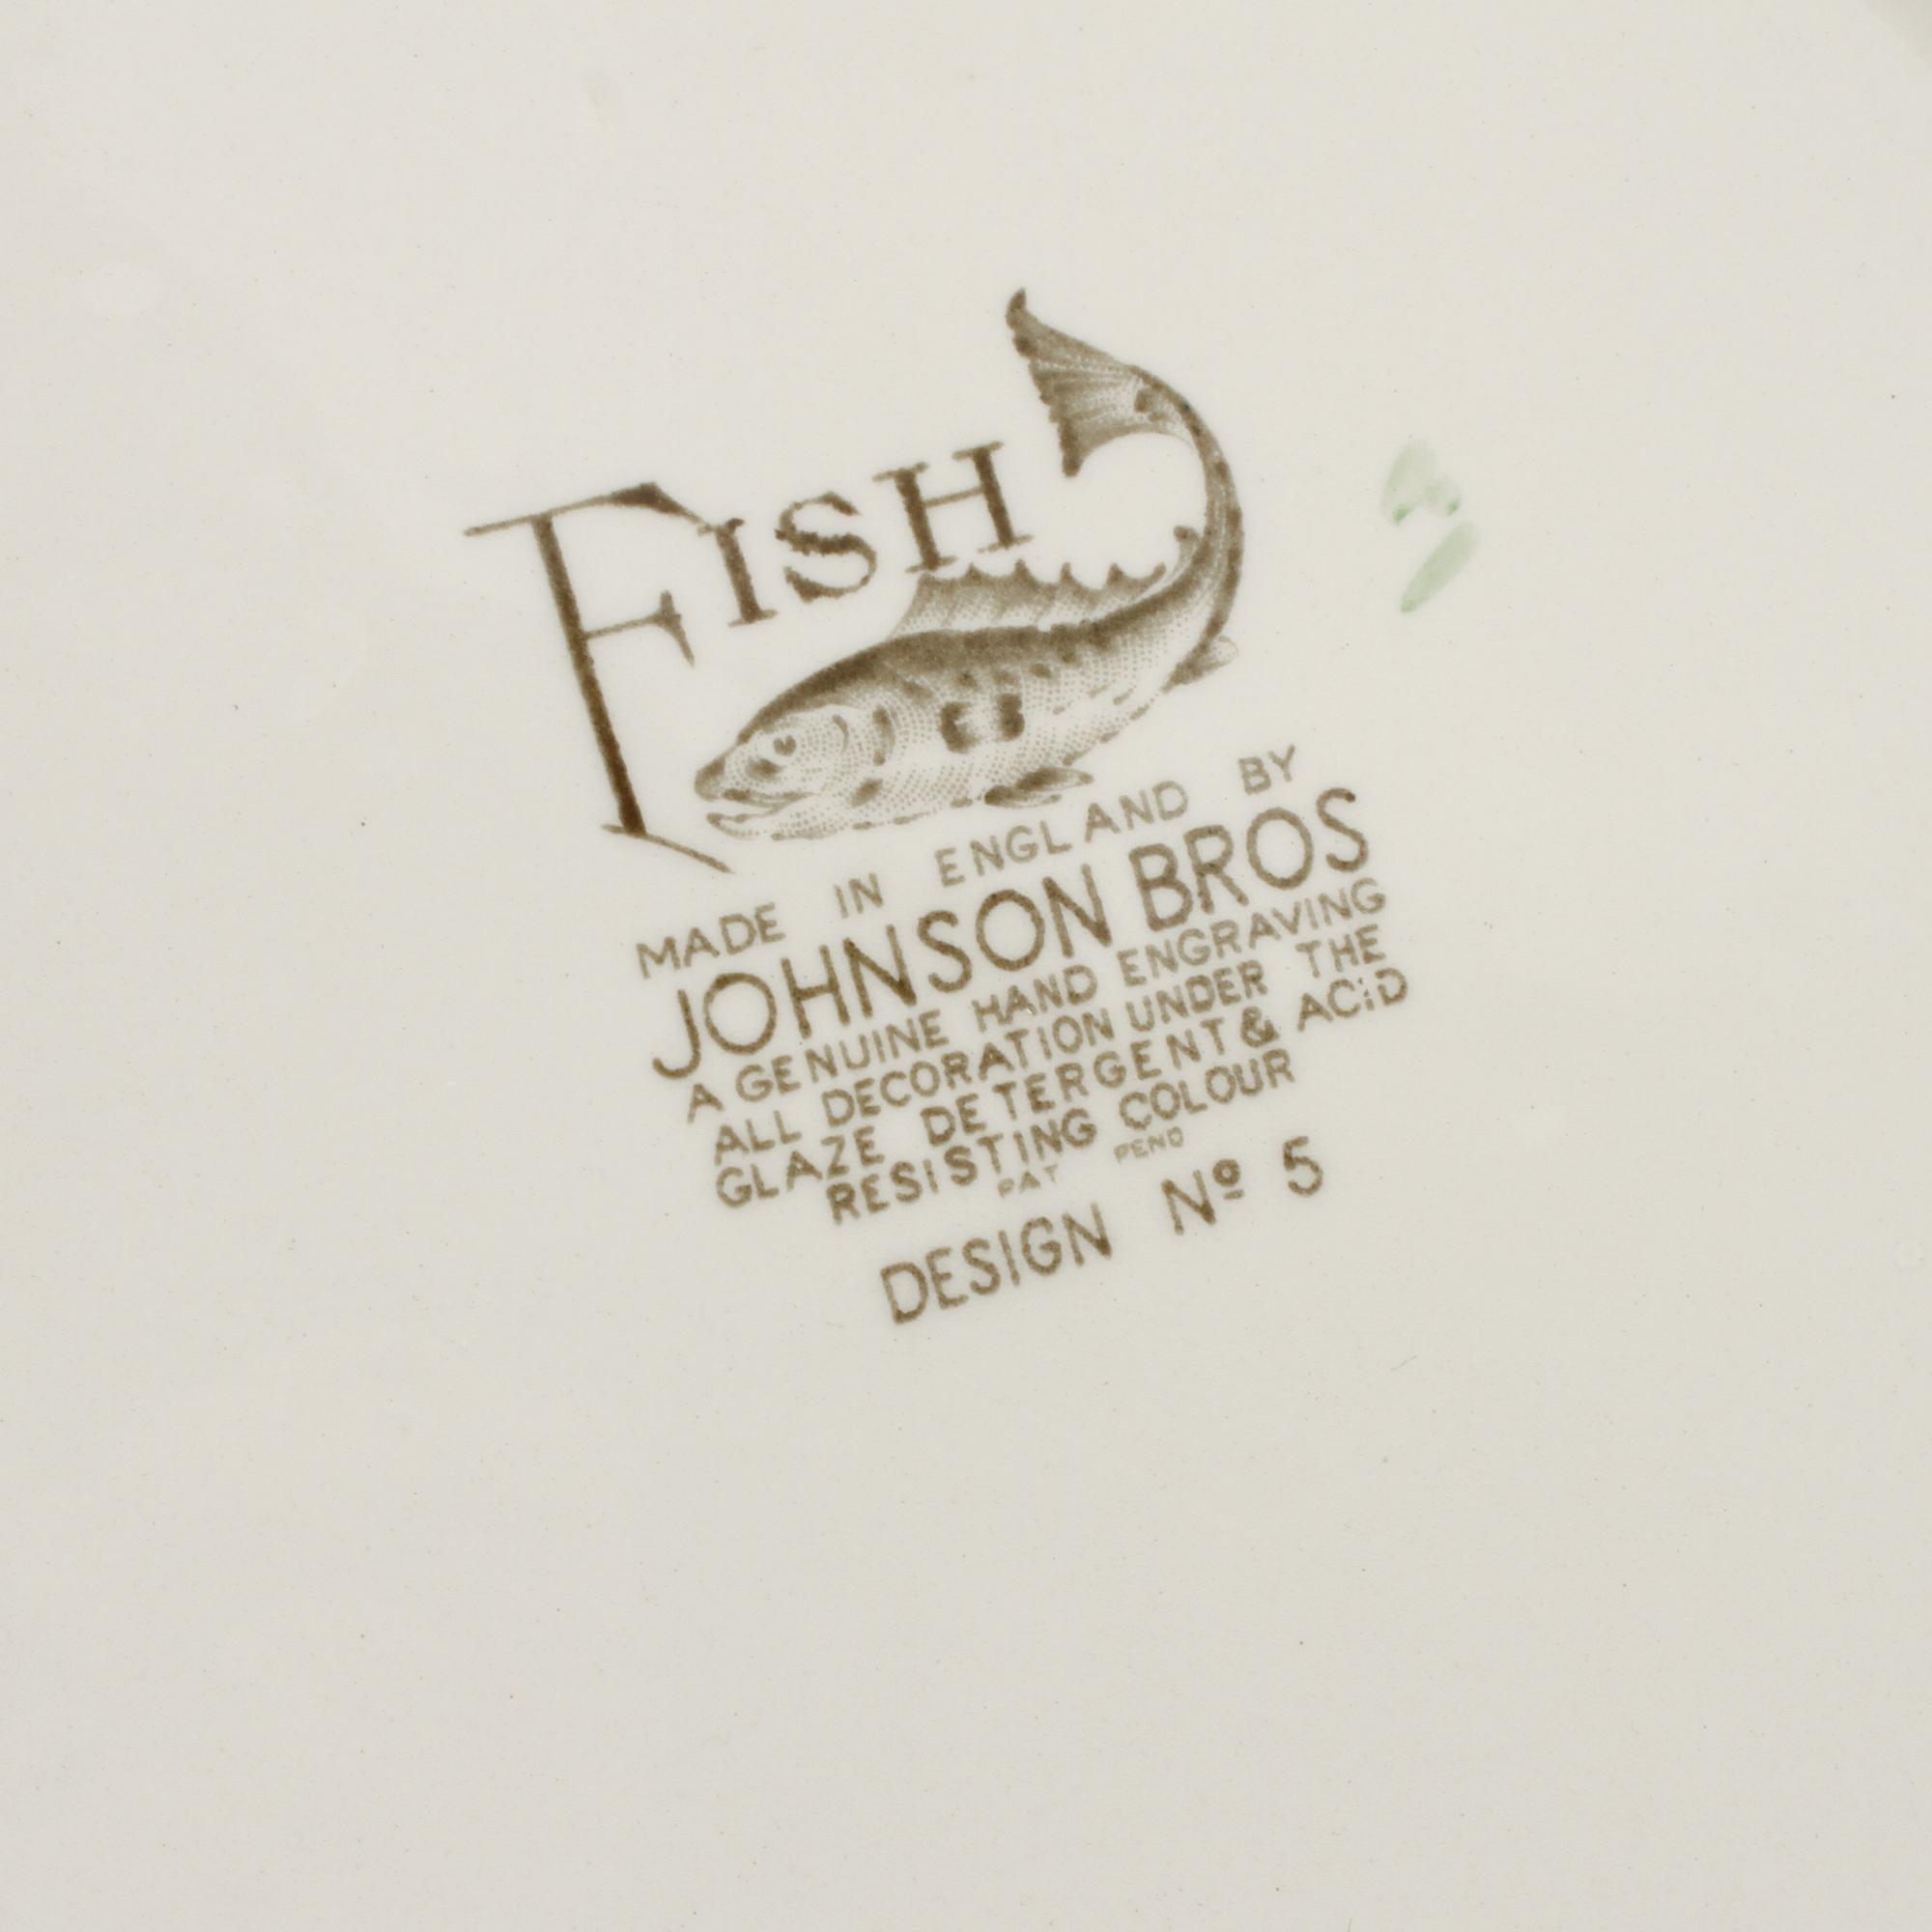 FISH
MADE IN ENGLAND BY
JOHNSON BROS
A GENUINE HAND ENGRAVING
ALL DECORATION UNDER THE
GLAZE DETERGENT & ACID
RESISTING COLOUR
PAT PEND
DESIGN Nº 5